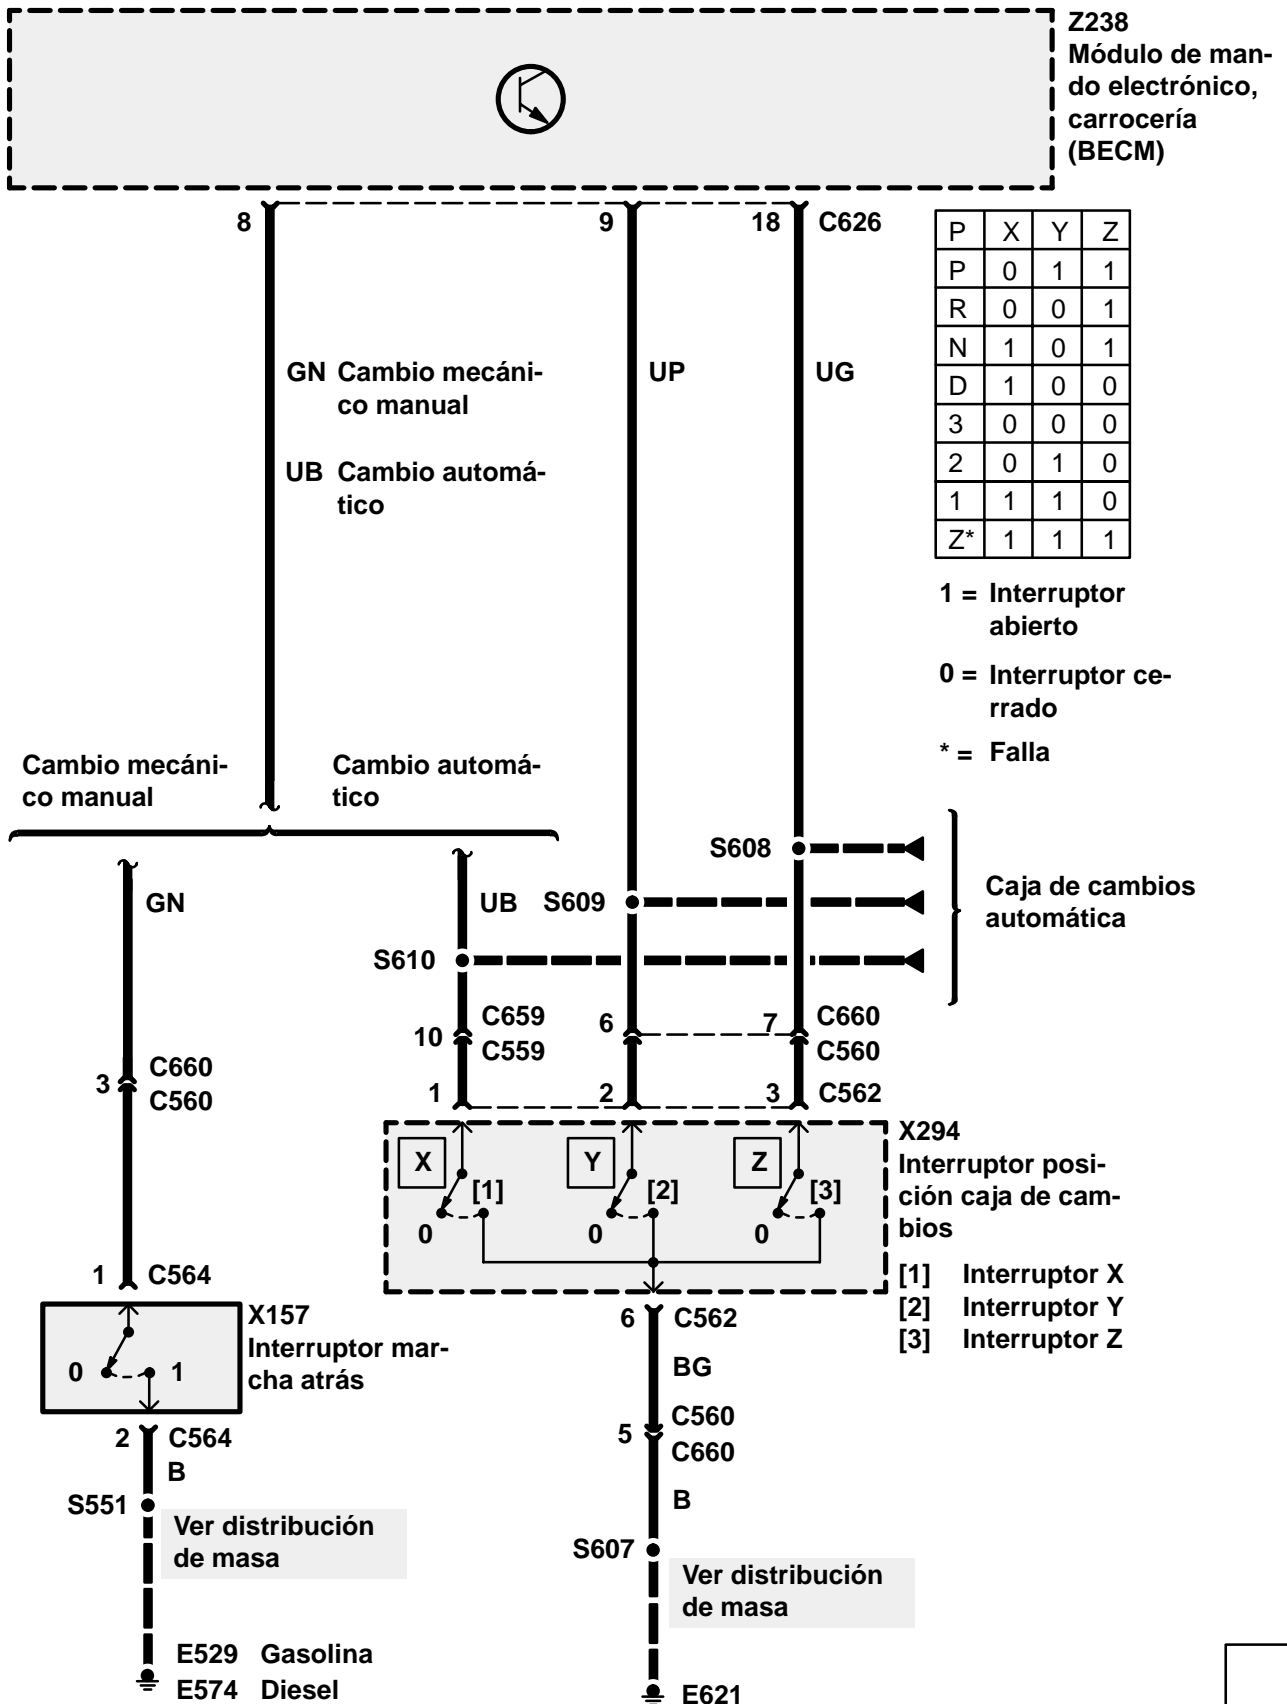 Z238
Módulo de man-
do electrónico,
carrocería
(BECM)
8
9
18 C626
P X Y Z
P 0 1 1
R 0 0 1
N 1 0 1
D 1 0 0
3 0 0 0
2 0 1 0
1 1 1 0
Z* 1 1 1
GN Cambio mecáni-
co manual
UB Cambio automá-
tico
UP
UG
1 = Interruptor
abierto
0 = Interruptor ce-
rrado
* = Falla
Cambio mecáni-
co manual
Cambio automá-
tico
GN
UB
S608
S609
S610
Caja de cambios
automática
10
C659
C559
6
7
C660
C560
3
C660
C560
1
2
3 C562
X
[1]
0
Y
[2]
0
Z
[3]
0
X294
Interruptor posi-
ción caja de cam-
bios
[1] Interruptor X
[2] Interruptor Y
[3] Interruptor Z
1 C564
X157
Interruptor mar-
cha atrás
0 1
2 C564
B
S551
Ver distribución
de masa
E529 Gasolina
E574 Diesel
6 C562
BG
5
C560
C660
B
S607
Ver distribución
de masa
E621